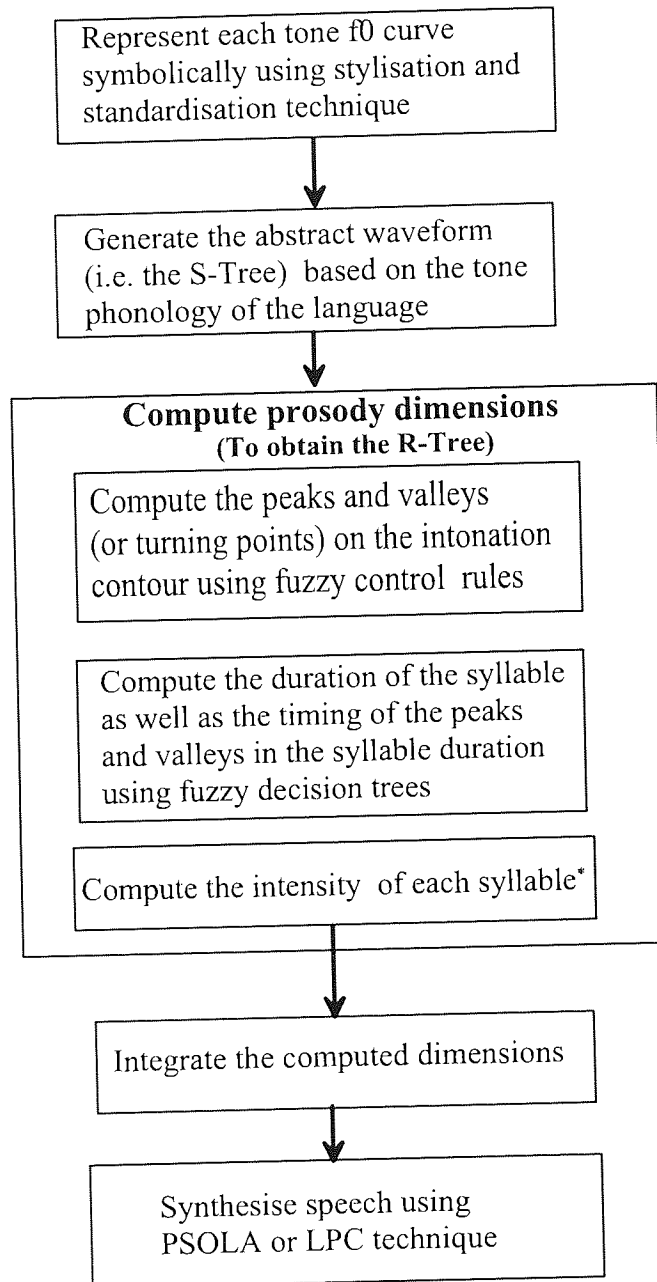 Represent each tone f0 curve
symbolically using stylisation and
standardisation technique
Generate the abstract waveform
(i.e. the S-Tree) based on the tone
phonology of the language
Compute prosody dimensions
(To obtain the R-Tree)
Compute the peaks and valleys
(or turning points) on the intonation
contour using fuzzy control rules
Compute the duration of the syllable
as well as the timing of the peaks
and valleys in the syllable duration
using fuzzy decision trees
Compute the intensity of each syllable*
Integrate the computed dimensions
Synthesise speech using
PSOLA or LPC technique